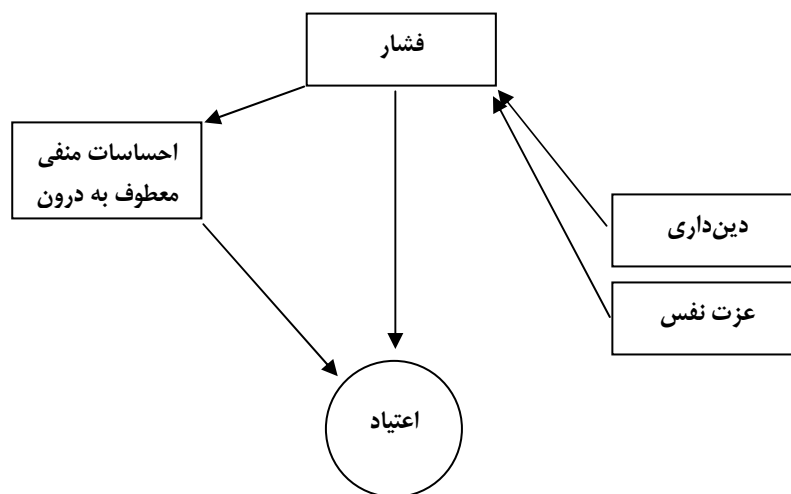 فشار
احساسات منفی
معطوف به درون
دین‌داری
عزت نفس
اعتیاد